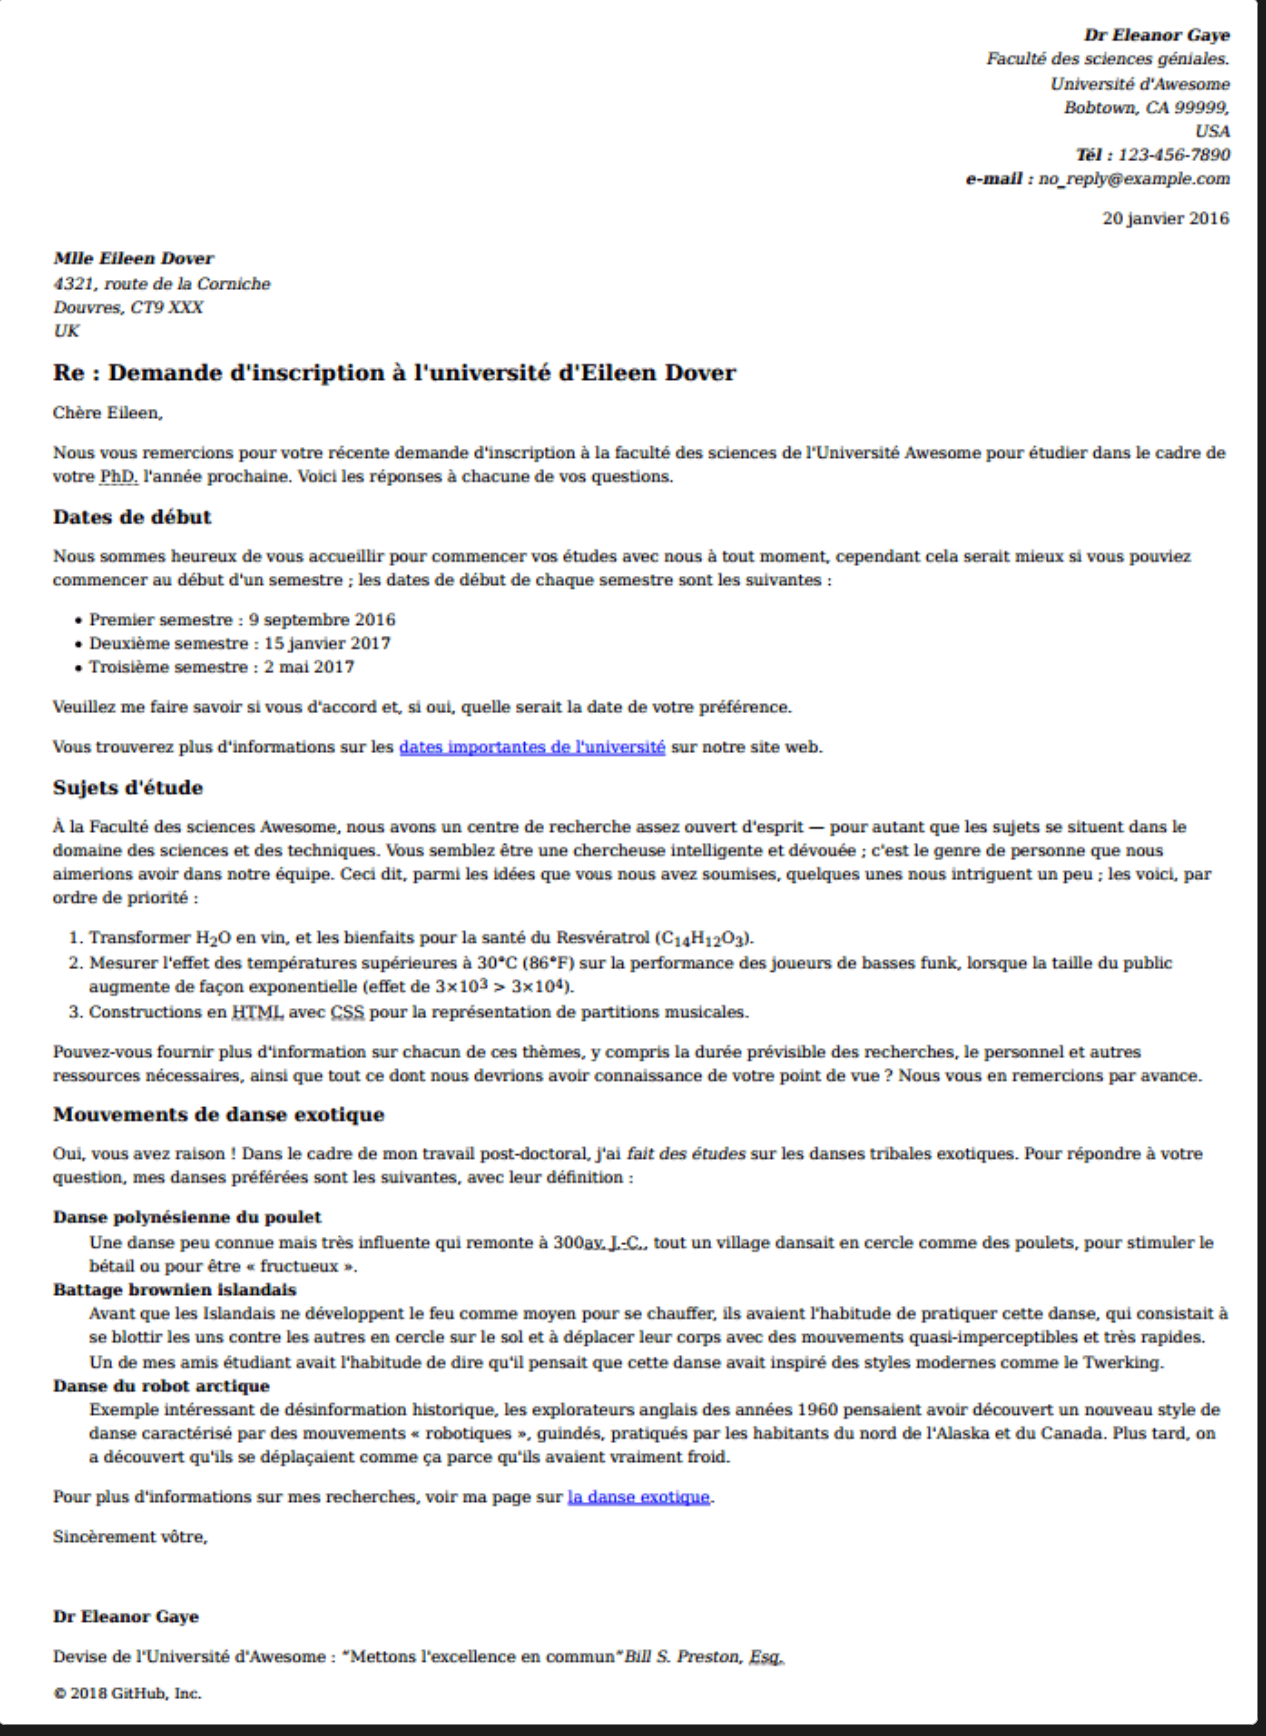 Dr Eleanor Gaye
Faculté des sciences géniales.
Université d'Awesome
Bobtown, CA 99999,
USA
Tél : 123-456-7890
e-mail : no_reply@example.com
20 janvier 2016
Mlle Eileen Dover
4321, route de la Corniche
Douvres, CT9 XXX
UK
Re : Demande d'inscription à l'université d'Eileen Dover
Chère Eileen,
Nous vous remercions pour votre récente demande d'inscription à la faculté des sciences de l'Université Awesome pour étudier dans le cadre de
votre PhD. l'année prochaine. Voici les réponses à chacune de vos questions.
Dates de début
Nous sommes heureux de vous accueillir pour commencer vos études avec nous à tout moment, cependant cela serait mieux si vous pouviez
commencer au début d'un semestre ; les dates de début de chaque semestre sont les suivantes :
• Premier semestre : 9 septembre 2016
• Deuxième semestre : 15 janvier 2017
• Troisième semestre : 2 mai 2017
Veuillez me faire savoir si vous d'accord et, si oui, quelle serait la date de votre préférence.
Vous trouverez plus d'informations sur les dates importantes de l'université sur notre site web.
Sujets d'étude
À la Faculté des sciences Awesome, nous avons un centre de recherche assez ouvert d'esprit — pour autant que les sujets se situent dans le
domaine des sciences et des techniques. Vous semblez être une chercheuse intelligente et dévouée ; c'est le genre de personne que nous
aimerions avoir dans notre équipe. Ceci dit, parmi les idées que vous nous avez soumises, quelques unes nous intriguent un peu ; les voici, par
ordre de priorité :
1. Transformer H₂O en vin, et les bienfaits pour la santé du Resvératrol (C₁₄H₁₂O₃).
2. Mesurer l'effet des températures supérieures à 30°C (86°F) sur la performance des joueurs de basses funk, lorsque la taille du public
augmente de façon exponentielle (effet de 3×10³ > 3×10⁴).
3. Constructions en HTML avec CSS pour la représentation de partitions musicales.
Pouvez-vous fournir plus d'information sur chacun de ces thèmes, y compris la durée prévisible des recherches, le personnel et autres
ressources nécessaires, ainsi que tout ce dont nous devrions avoir connaissance de votre point de vue ? Nous vous en remercions par avance.
Mouvements de danse exotique
Oui, vous avez raison ! Dans le cadre de mon travail post-doctoral, j'ai fait des études sur les danses tribales exotiques. Pour répondre à votre
question, mes danses préférées sont les suivantes, avec leur définition :
Danse polynésienne du poulet
Une danse peu connue mais très influente qui remonte à 300av. J.-C., tout un village dansait en cercle comme des poulets, pour stimuler le
bétail ou pour être « fructueux ».
Battage brownien islandais
Avant que les Islandais ne développent le feu comme moyen pour se chauffer, ils avaient l'habitude de pratiquer cette danse, qui consistait à
se blottir les uns contre les autres en cercle sur le sol et à déplacer leur corps avec des mouvements quasi-imperceptibles et très rapides.
Un de mes amis étudiant avait l'habitude de dire qu'il pensait que cette danse avait inspiré des styles modernes comme le Twerking.
Danse du robot arctique
Exemple intéressant de désinformation historique, les explorateurs anglais des années 1960 pensaient avoir découvert un nouveau style de
danse caractérisé par des mouvements « robotiques », guindés, pratiqués par les habitants du nord de l'Alaska et du Canada. Plus tard, on
a découvert qu'ils se déplaçaient comme ça parce qu'ils avaient vraiment froid.
Pour plus d'informations sur mes recherches, voir ma page sur la danse exotique.
Sincèrement vôtre,
Dr Eleanor Gaye
Devise de l'Université d'Awesome : "Mettons l'excellence en commun"Bill S. Preston, Esq.
© 2018 GitHub, Inc.